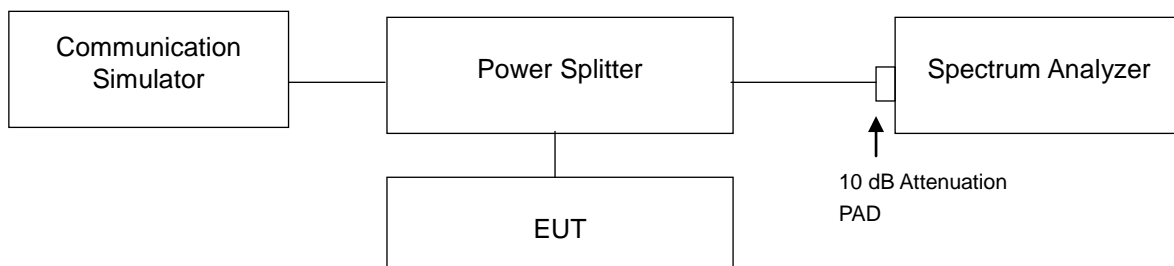 Communication
Simulator
Power Splitter
Spectrum Analyzer
10 dB Attenuation
PAD
EUT